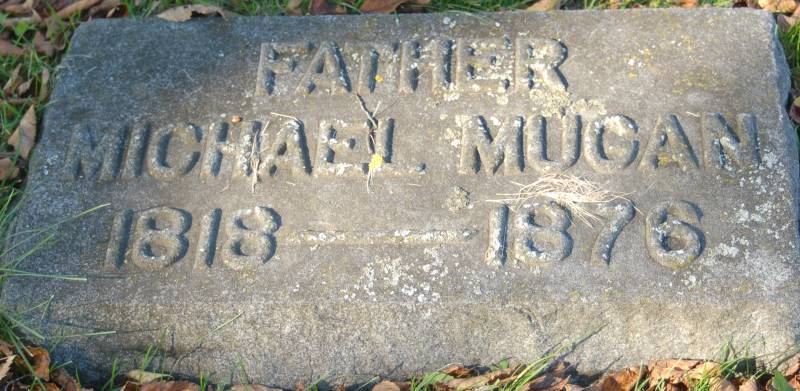 FATHER
MICHAEL MUGAN
1818 — 1876